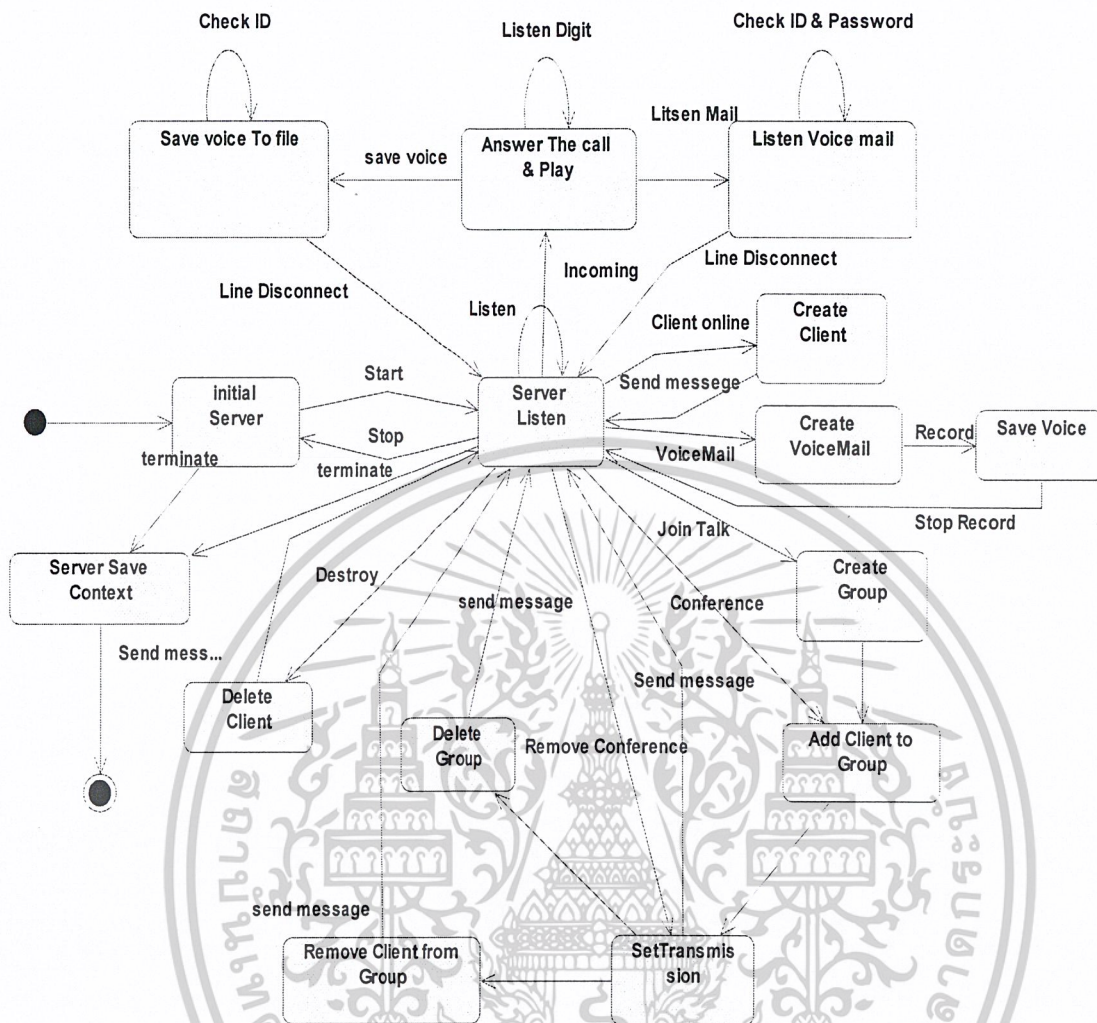 Check ID
Listen Digit
Check ID & Password
Save voice To file
save voice
Answer The call
& Play
Litsen Mail
Listen Voice mail
Line Disconnect
Incoming
Line Disconnect
Listen
Client online
Create
Client
Send messege
initial
Server
Start
Server
Listen
Stop
terminate
terminate
VoiceMail
Create
VoiceMail
Record
Save Voice
Stop Record
Join Talk
Server Save
Context
Destroy
send message
Conference
Create
Group
Send mess...
Delete
Client
Send message
Delete
Group
Remove Conference
Add Client to
Group
send message
Remove Client from
Group
SetTransmis
sion